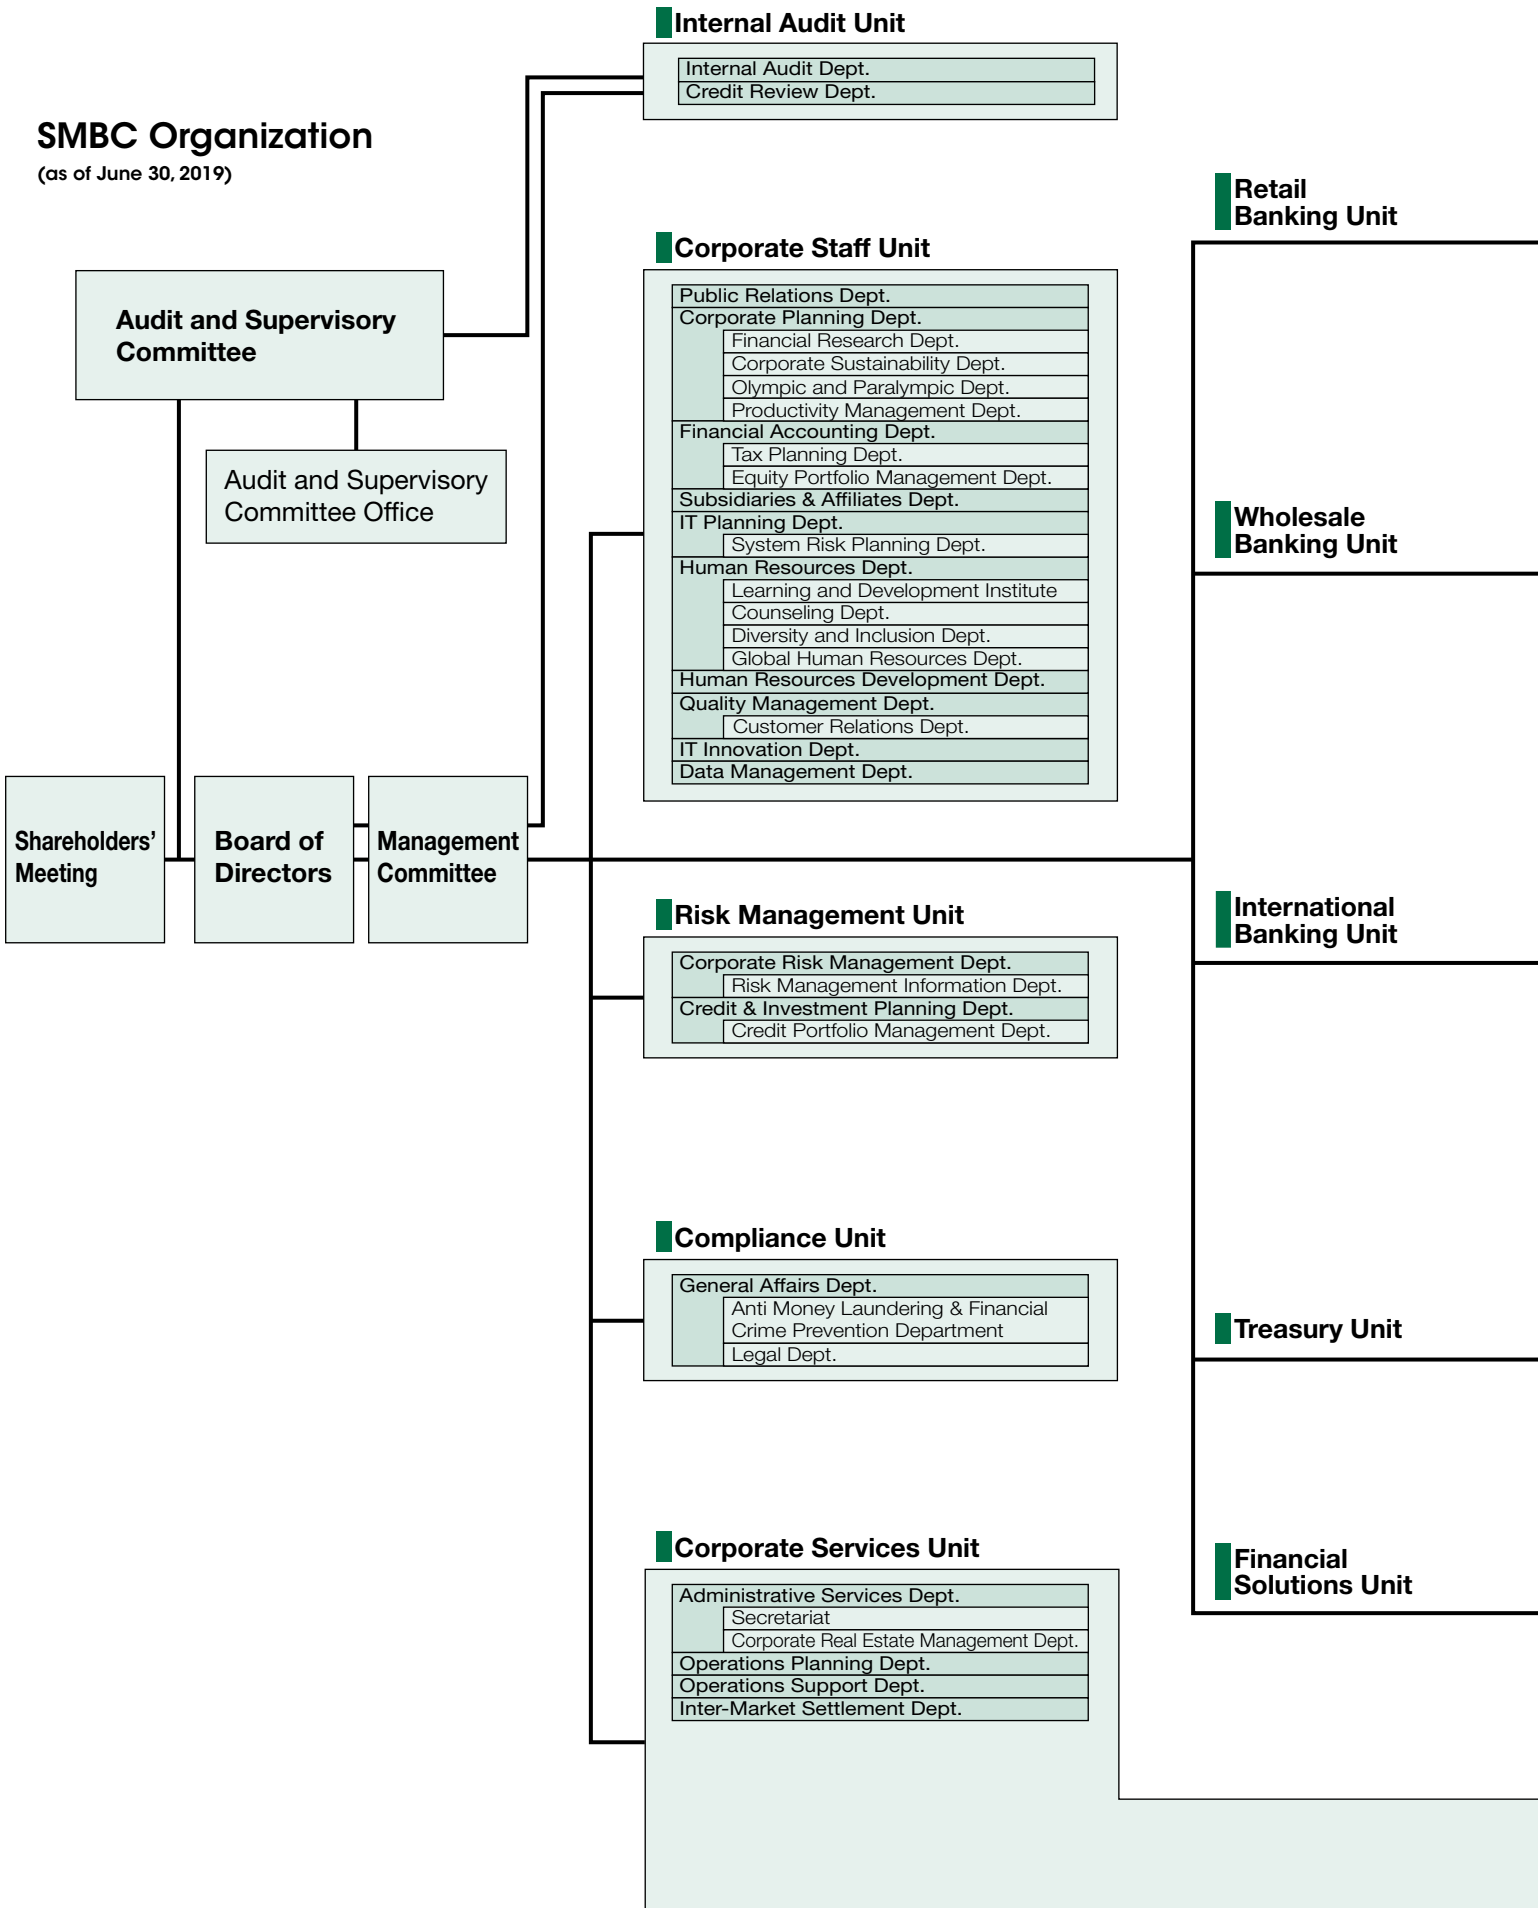 SMBC Organization
(as of June 30, 2019)
Audit and Supervisory
Committee
Audit and Supervisory
Committee Office
Shareholders'
Meeting
Board of
Directors
Management
Committee
Internal Audit Unit
Internal Audit Dept.
Credit Review Dept.
Corporate Staff Unit
Public Relations Dept.
Corporate Planning Dept.
Financial Research Dept.
Corporate Sustainability Dept.
Olympic and Paralympic Dept.
Productivity Management Dept.
Financial Accounting Dept.
Tax Planning Dept.
Equity Portfolio Management Dept.
Subsidiaries & Affiliates Dept.
IT Planning Dept.
System Risk Planning Dept.
Human Resources Dept.
Learning and Development Institute
Counseling Dept.
Diversity and Inclusion Dept.
Global Human Resources Dept.
Human Resources Development Dept.
Quality Management Dept.
Customer Relations Dept.
IT Innovation Dept.
Data Management Dept.
Risk Management Unit
Corporate Risk Management Dept.
Risk Management Information Dept.
Credit & Investment Planning Dept.
Credit Portfolio Management Dept.
Compliance Unit
General Affairs Dept.
Anti Money Laundering & Financial
Crime Prevention Department
Legal Dept.
Corporate Services Unit
Administrative Services Dept.
Secretariat
Corporate Real Estate Management Dept.
Operations Planning Dept.
Operations Support Dept.
Inter-Market Settlement Dept.
Retail
Banking Unit
Wholesale
Banking Unit
International
Banking Unit
Treasury Unit
Financial
Solutions Unit